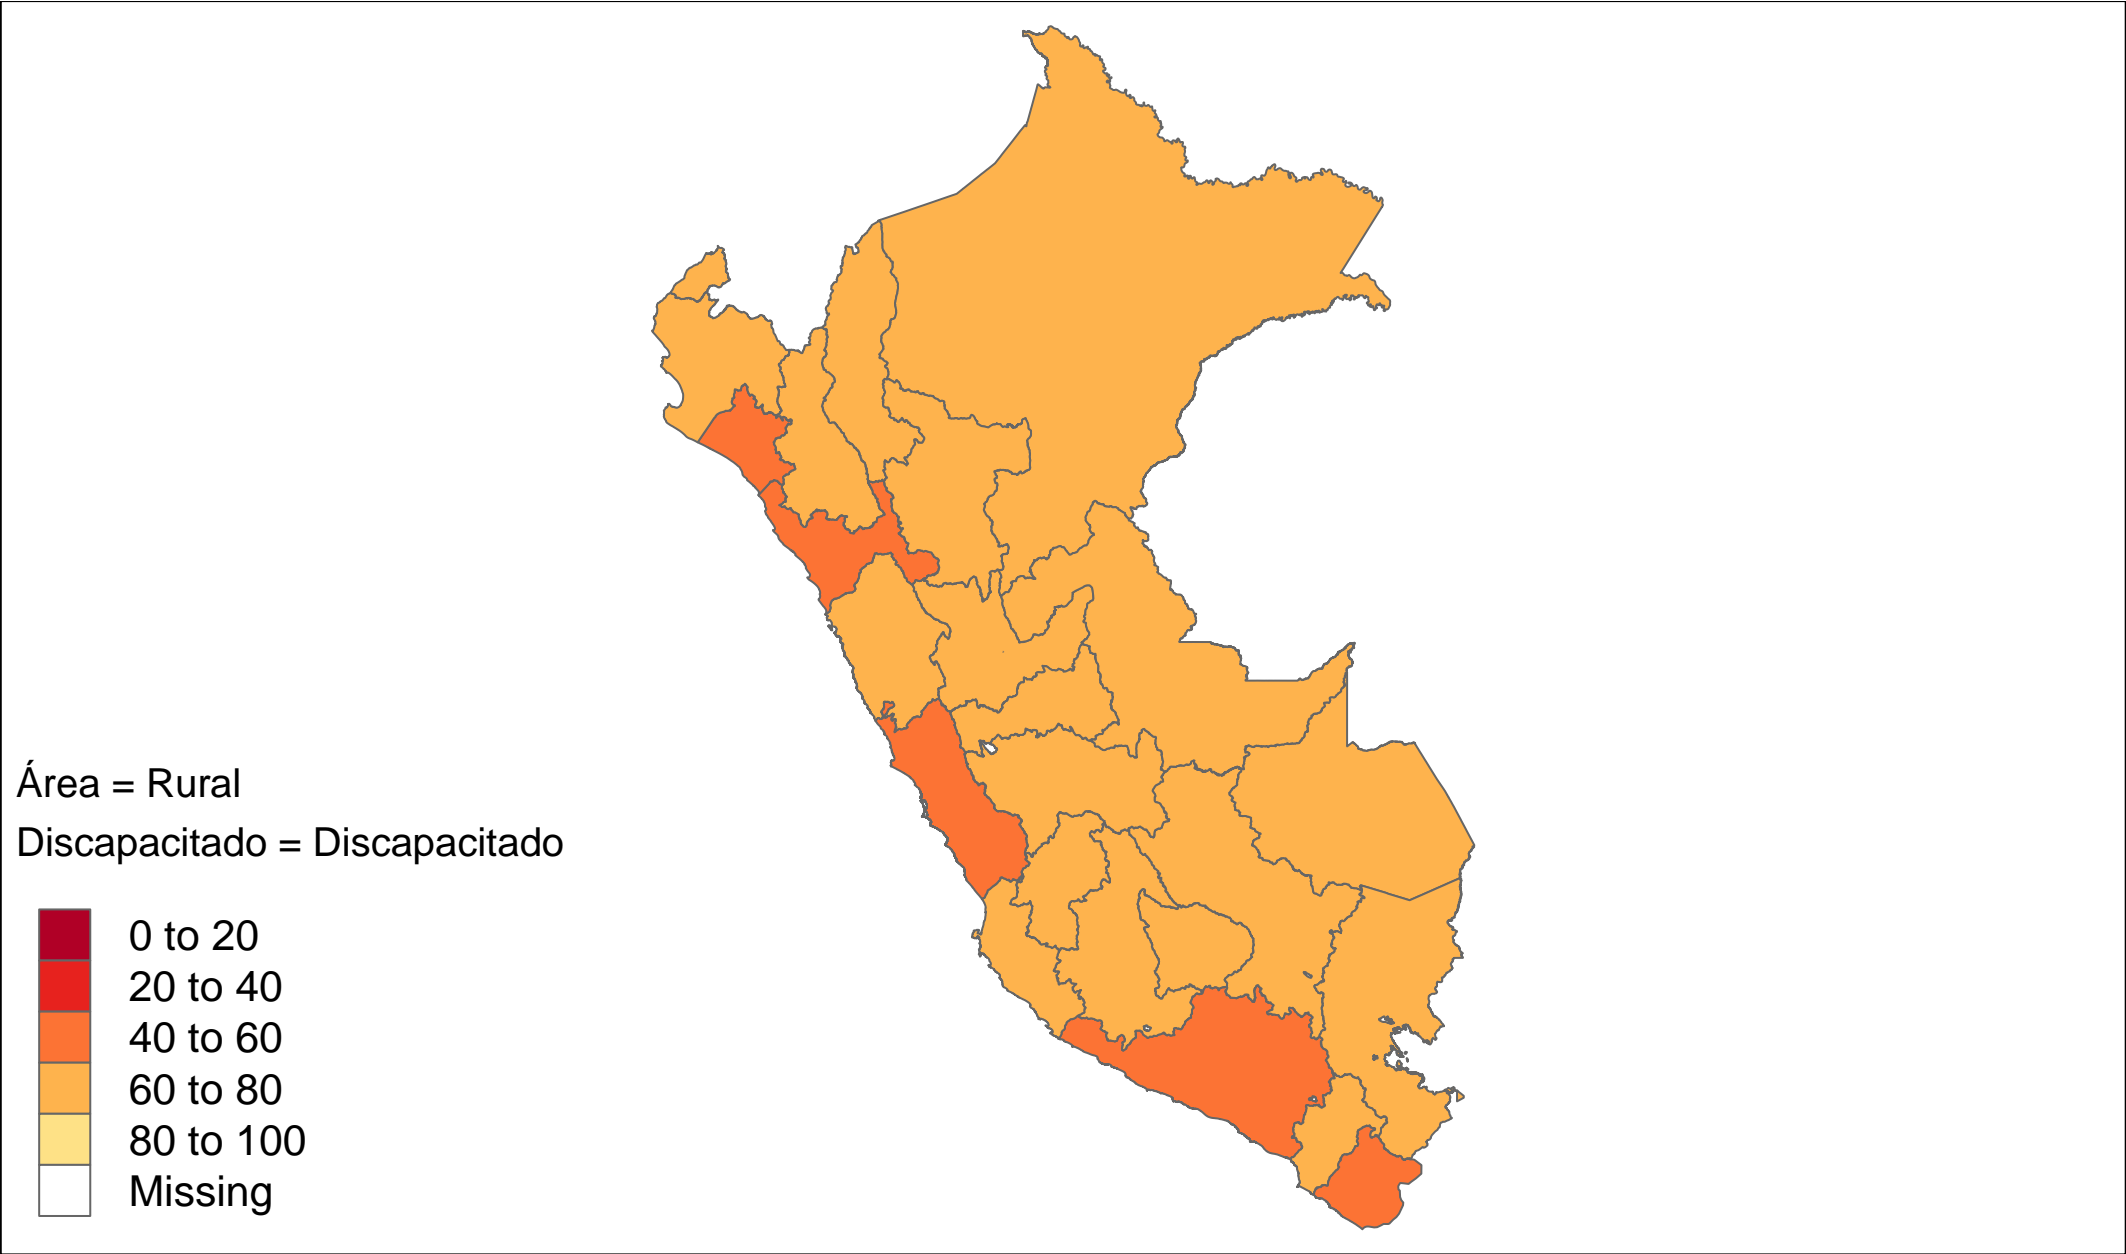 Área = Rural
Discapacitado = Discapacitado
0 to 20
20 to 40
40 to 60
60 to 80
80 to 100
Missing